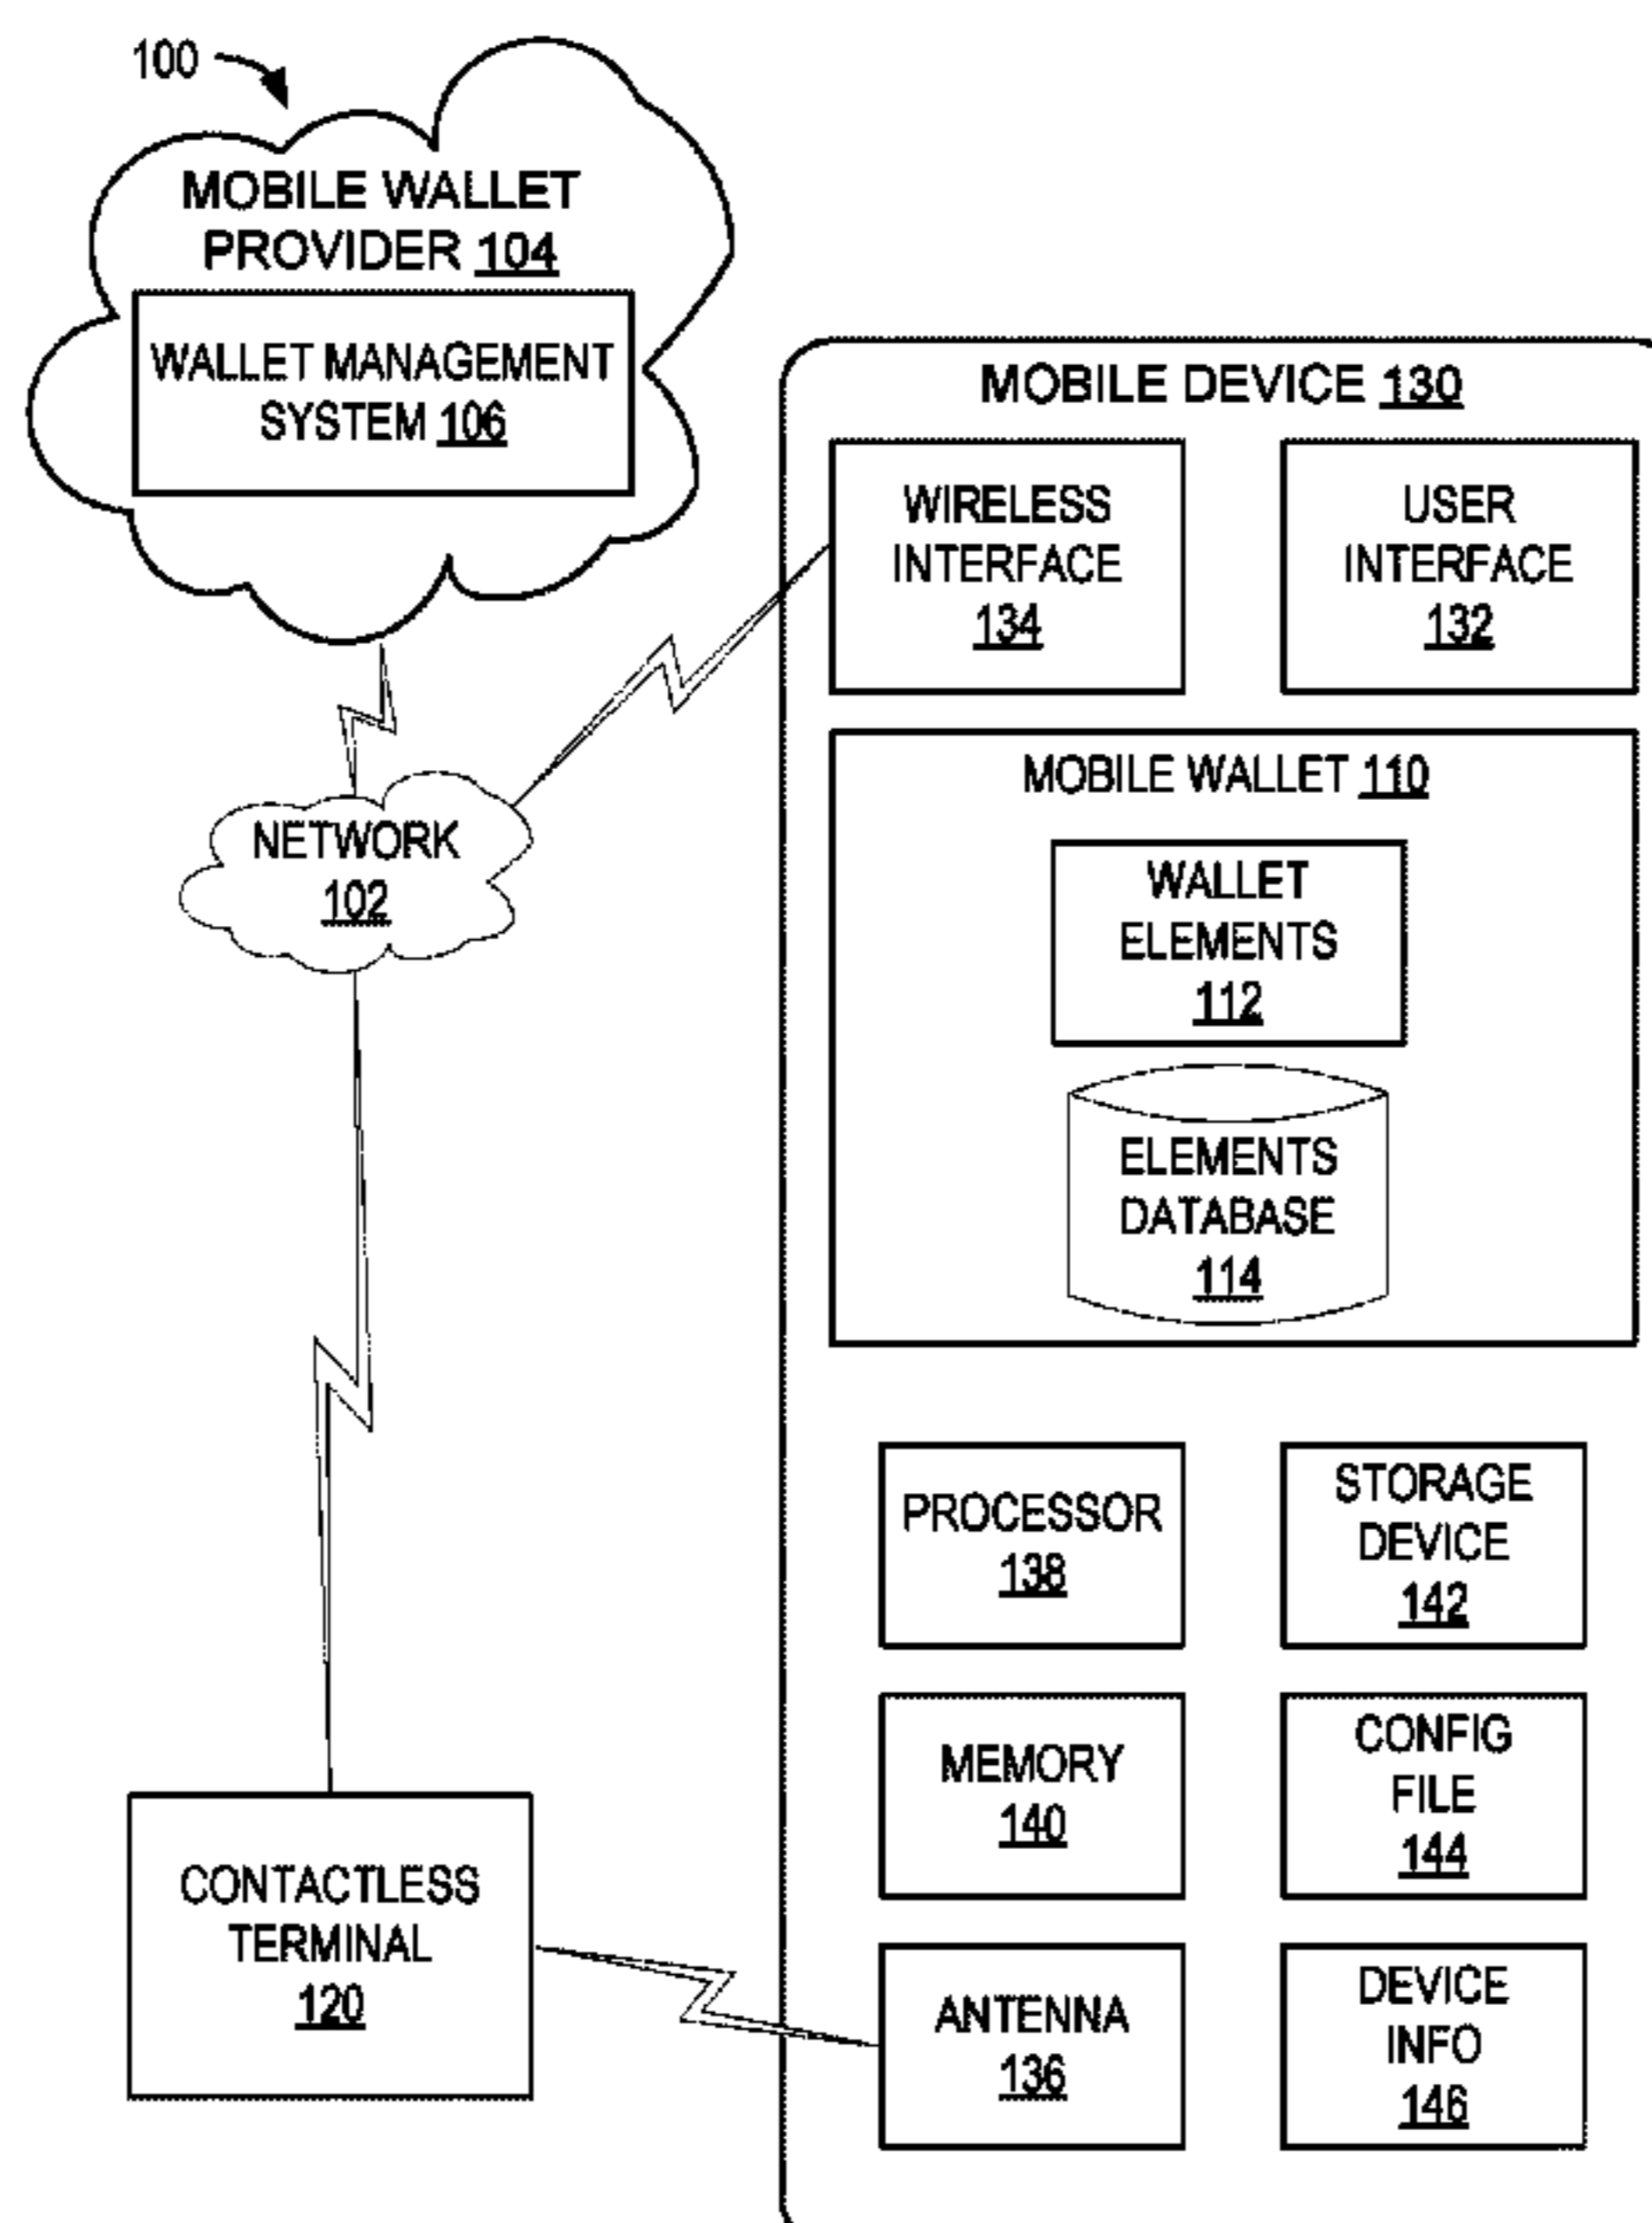 100
MOBILE WALLET
PROVIDER 104
WALLET MANAGEMENT
SYSTEM 106
MOBILE DEVICE 130
WIRELESS
INTERFACE
134
USER
INTERFACE
132
NETWORK
102
MOBILE WALLET 110
WALLET
ELEMENTS
112
ELEMENTS
DATABASE
114
PROCESSOR
138
STORAGE
DEVICE
142
MEMORY
140
CONFIG
FILE
144
CONTACTLESS
TERMINAL
120
ANTENNA
136
DEVICE
INFO
146